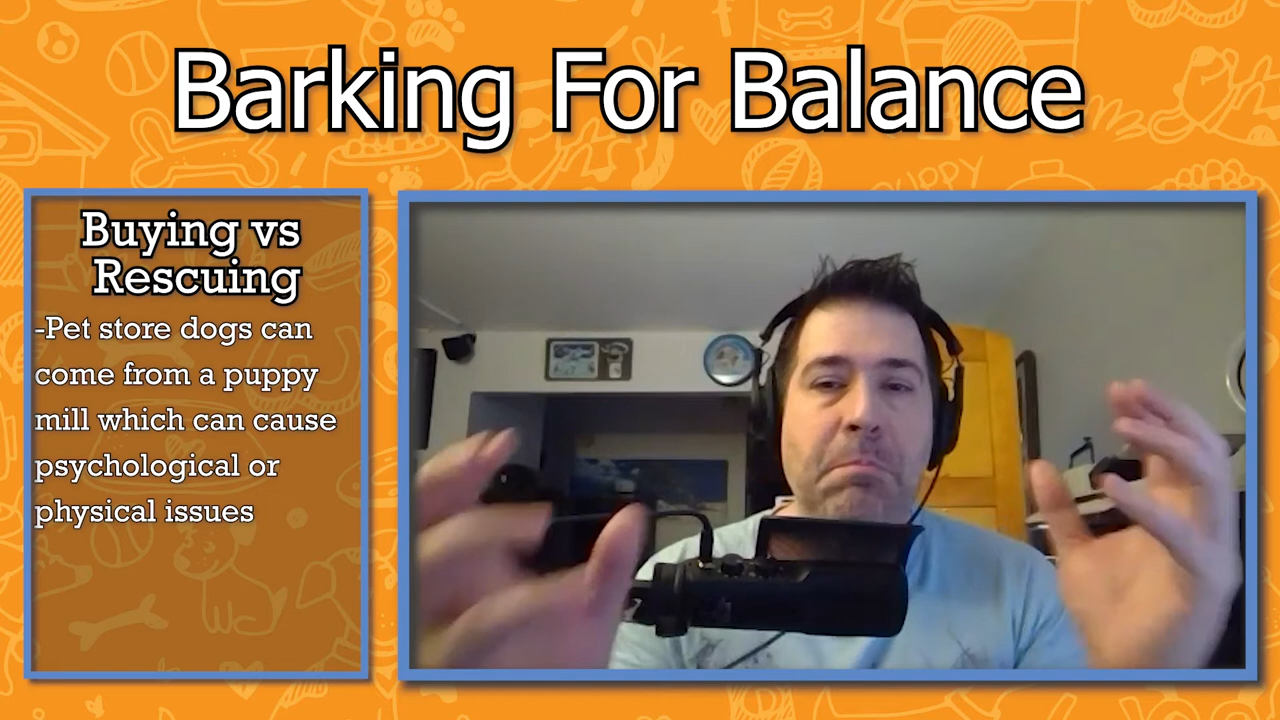 Barking For Balance
Buying vs
Rescuing
-Pet store dogs can
come from a puppy
mill which can cause
psychological or
physical issues
PUPPY